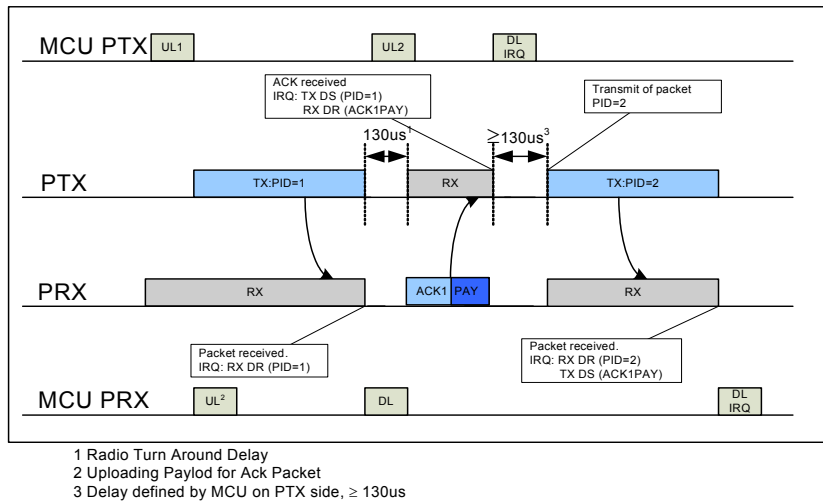 MCU PTX
UL1
UL2
DL
IRQ
ACK received
IRQ: TX DS (PID=1)
RX DR (ACK1PAY)
Transmit of packet
PID=2
130us1
≥130us3
PTX
TX:PID=1
RX
TX:PID=2
PRX
RX
ACK1 PAY
RX
Packet received.
IRQ: RX DR (PID=1)
Packet received.
IRQ: RX DR (PID=2)
TX DS (ACK1PAY)
MCU PRX
UL2
DL
DL
IRQ
1 Radio Turn Around Delay
2 Uploading Paylod for Ack Packet
3 Delay defined by MCU on PTX side, ≥ 130us